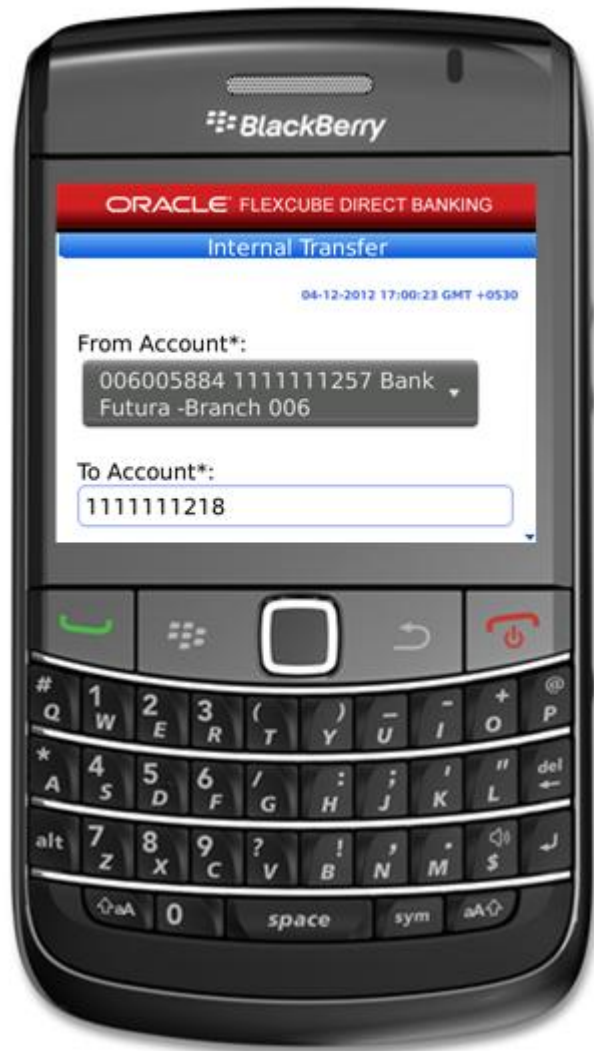 BlackBerry
ORACLE FLEXCUBE DIRECT BANKING
Internal Transfer
04-12-2012 17:00:23 GMT +0530
From Account*:
006005884 1111111257 Bank
Futura -Branch 006
To Account*:
1111111218
# 1 2 3 ( ) _ - + @
Q W E R T Y U I O P
* 4 5 6 / : ; ' " del
A S D F G H J K L
alt 7 8 9 ? ! , .
Z X C V B N M $
aA 0 space sym aA